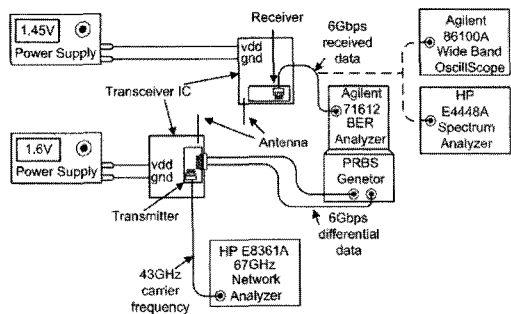 1.45V
Power Supply
vdd
gnd
Receiver
6Gbps
received
data
Agilent
86100A
Wide Band
OscillScope
Transceiver IC
Agilent
71612
BER
Analyzer
HP
E4448A
Spectrum
Analyzer
Antenna
1.6V
Power Supply
vdd
gnd
PRBS
Genetor
Transmitter
6Gbps
differential
data
43GHz
carrier
frequency
HP E8361A
67GHz
Network
Analyzer